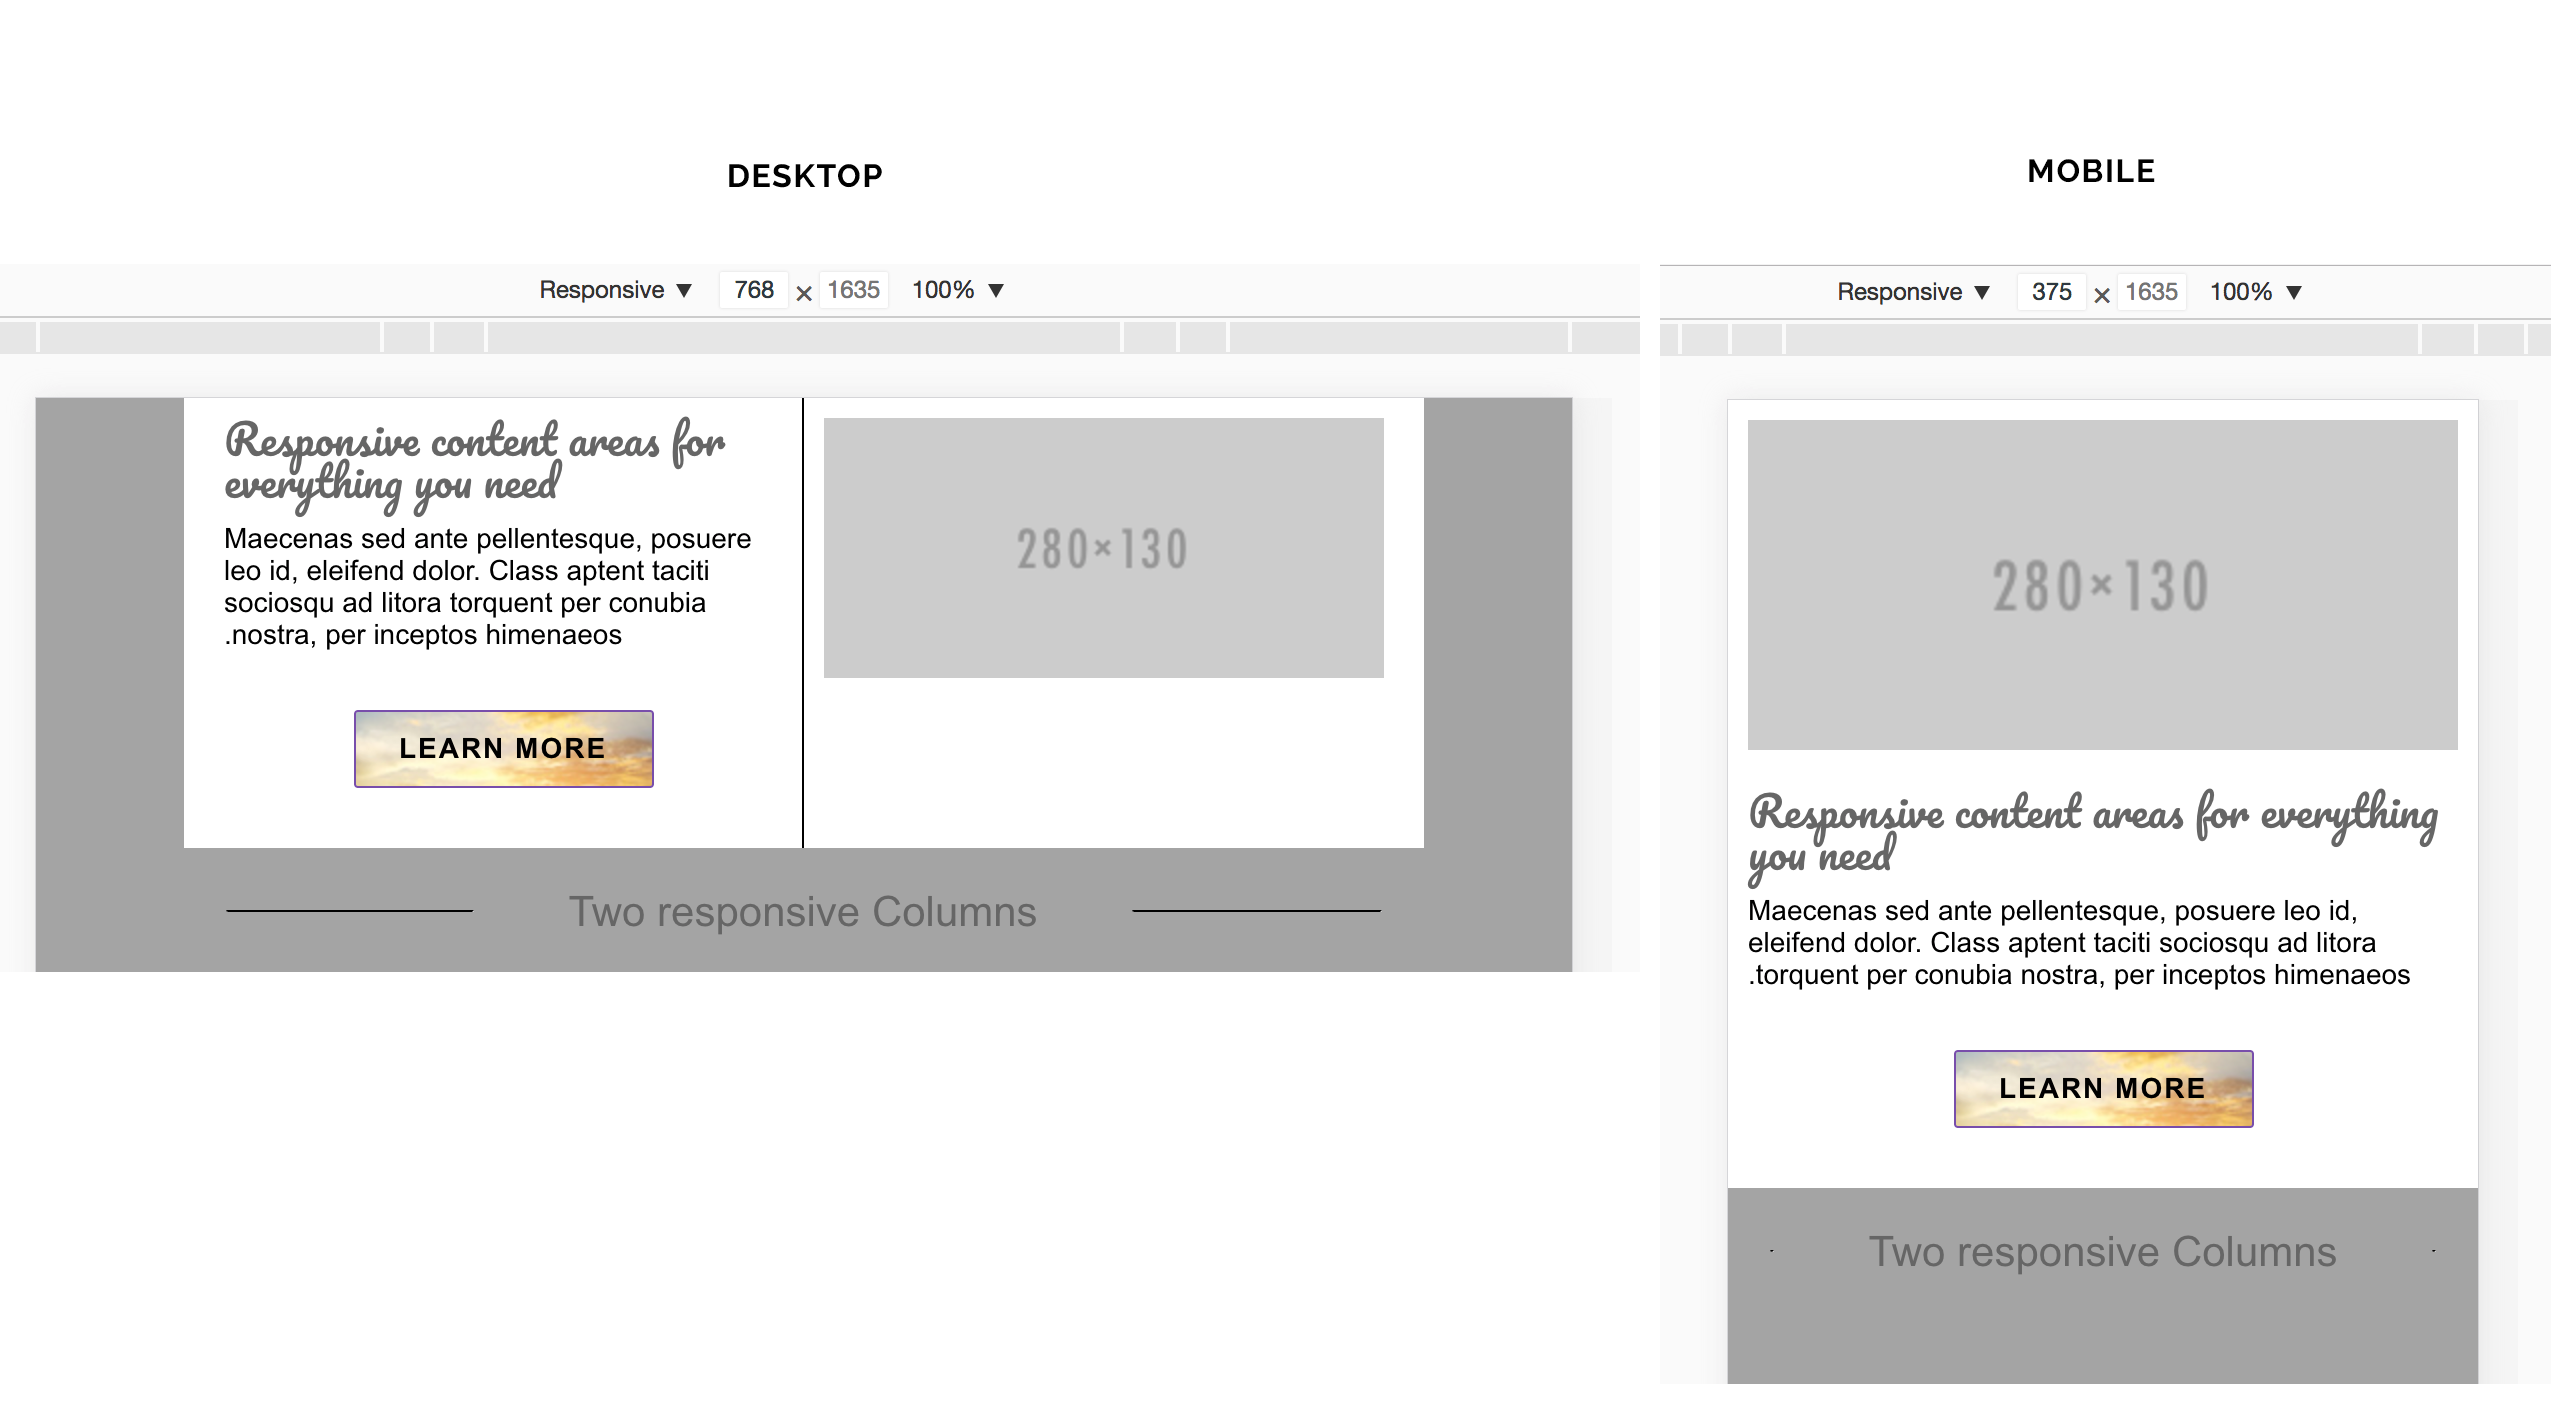 DESKTOP
Responsive ▼ 768 × 1635 100% ▼
Responsive content areas for
everything you need
Maecenas sed ante pellentesque, posuere
leo id, eleifend dolor. Class aptent taciti
sociosqu ad litora torquent per conubia
.nostra, per inceptos himenaeos
LEARN MORE
280×130
Two responsive Columns
MOBILE
Responsive ▼ 375 × 1635 100% ▼
280×130
Responsive content areas for everything
you need
Maecenas sed ante pellentesque, posuere leo id,
eleifend dolor. Class aptent taciti sociosqu ad litora
.torquent per conubia nostra, per inceptos himenaeos
LEARN MORE
Two responsive Columns